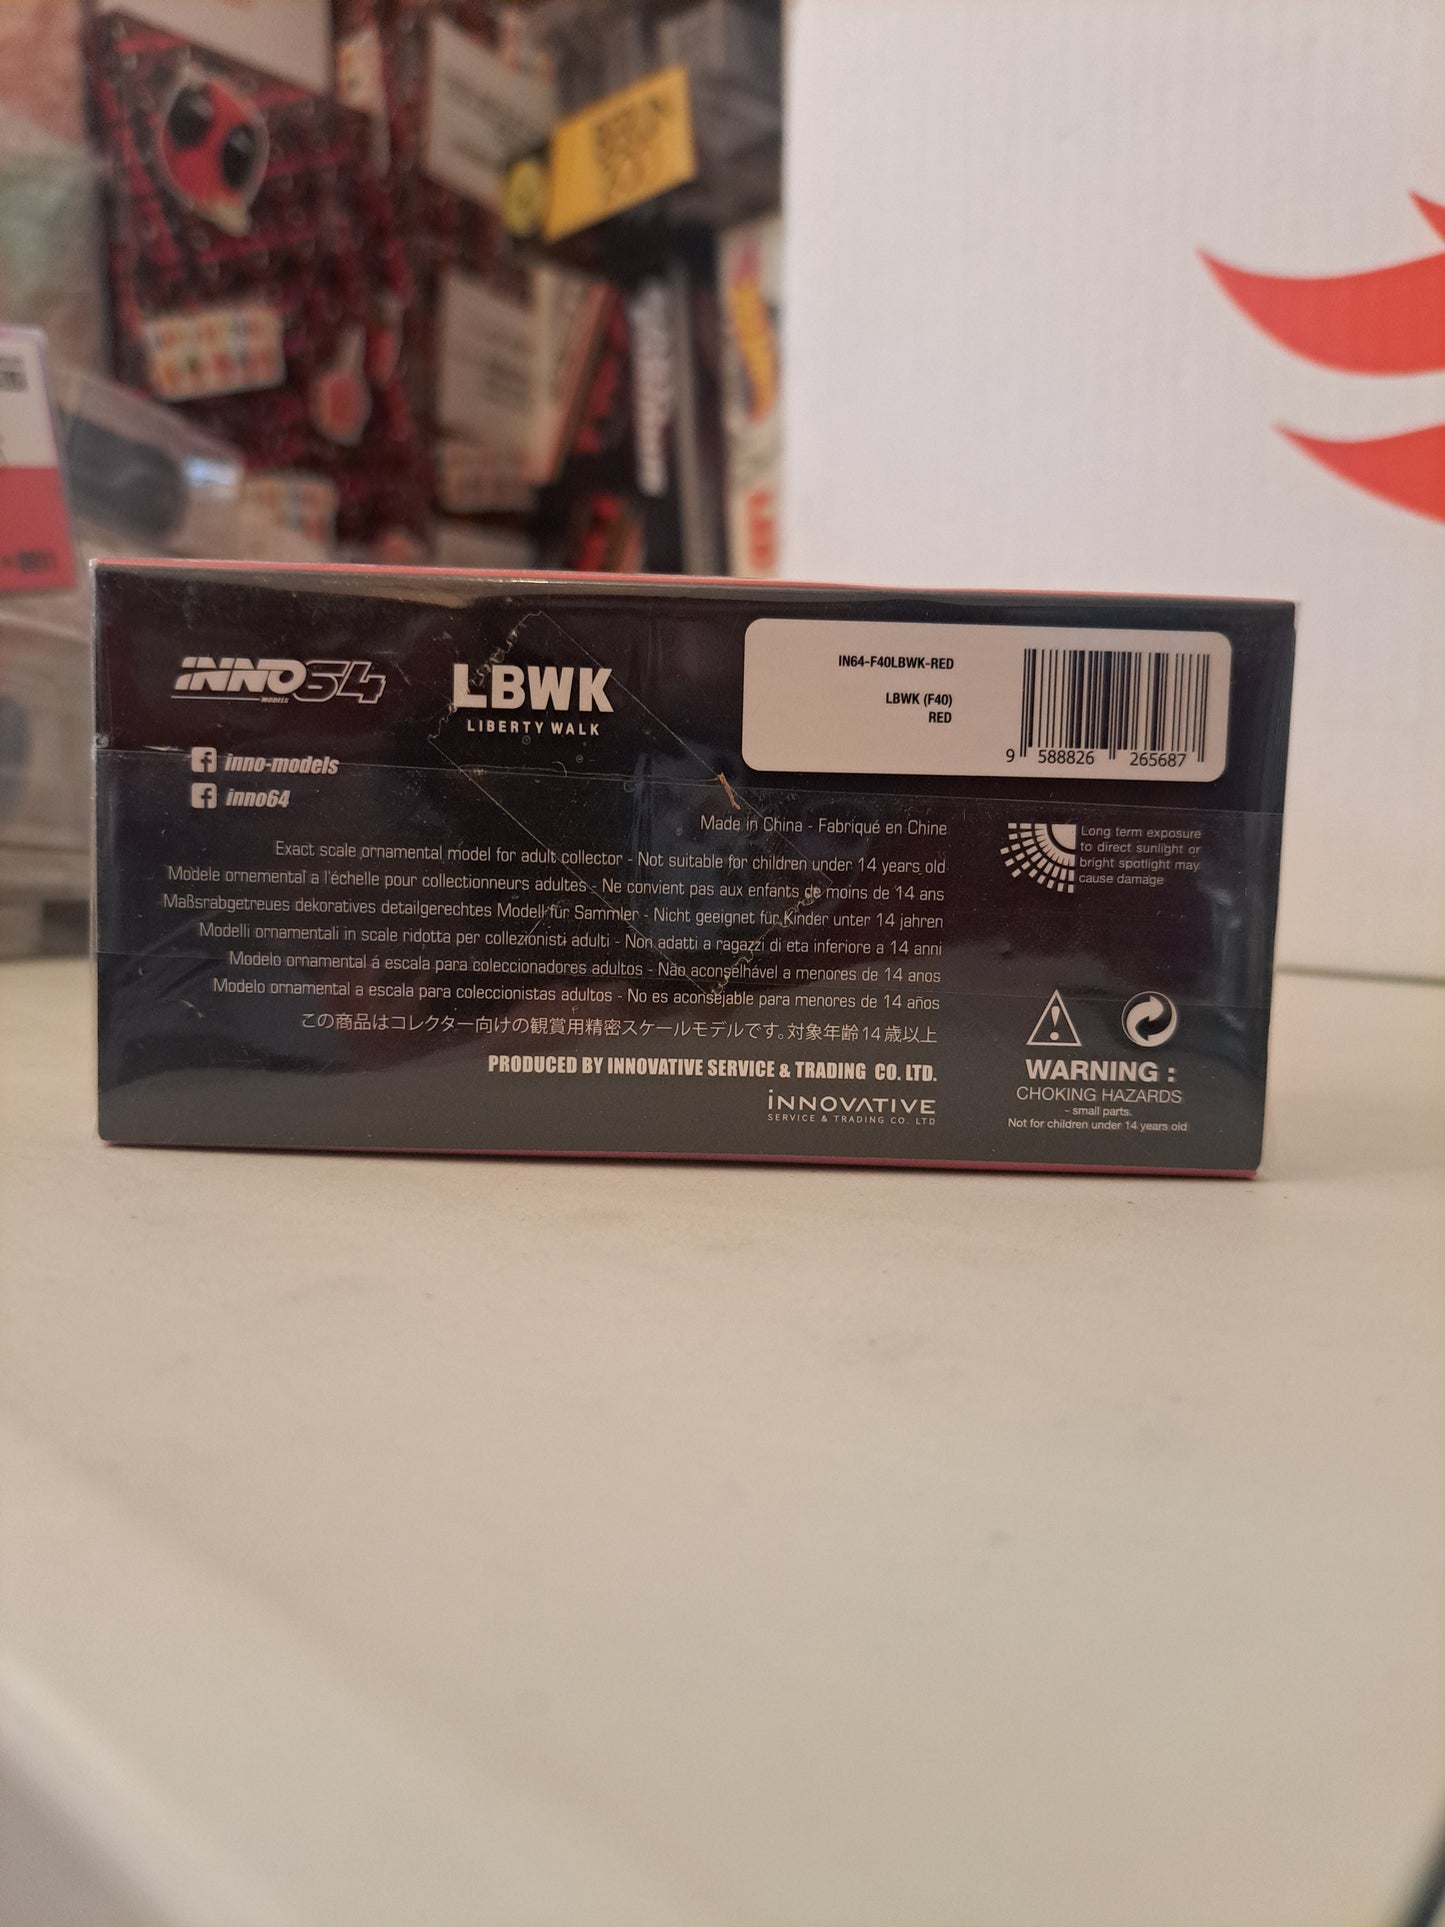 INNO64
MODELS
LBWK
LIBERTY WALK
inno-models
inno64
IN64-F40LBWK-RED
LBWK (F40)
RED
9 588826 265687
Made in China - Fabriqué en Chine
Exact scale ornamental model for adult collector - Not suitable for children under 14 years old
Modele ornemental a l'échelle pour collectionneurs adultes - Ne convient pas aux enfants de moins de 14 ans
Maßsrabgetreues dekoratives detailgerechtes Modell für Sammler - Nicht geeignet für Kinder unter 14 jahren
Modelli ornamentali in scale ridotta per collezionisti adulti - Non adatti a ragazzi di eta inferiore a 14 anni
Modelo ornamental á escala para coleccionadores adultos - Não aconselhável a menores de 14 anos
Modelo ornamental a escala para coleccionistas adultos - No es aconsejable para menores de 14 años
この商品はコレクター向けの観賞用精密スケールモデルです。対象年齢14歳以上
PRODUCED BY INNOVATIVE SERVICE & TRADING CO. LTD.
INNOVATIVE
SERVICE & TRADING CO. LTD
Long term exposure
to direct sunlight or
bright spotlight may
cause damage
WARNING :
CHOKING HAZARDS
- small parts.
Not for children under 14 years old